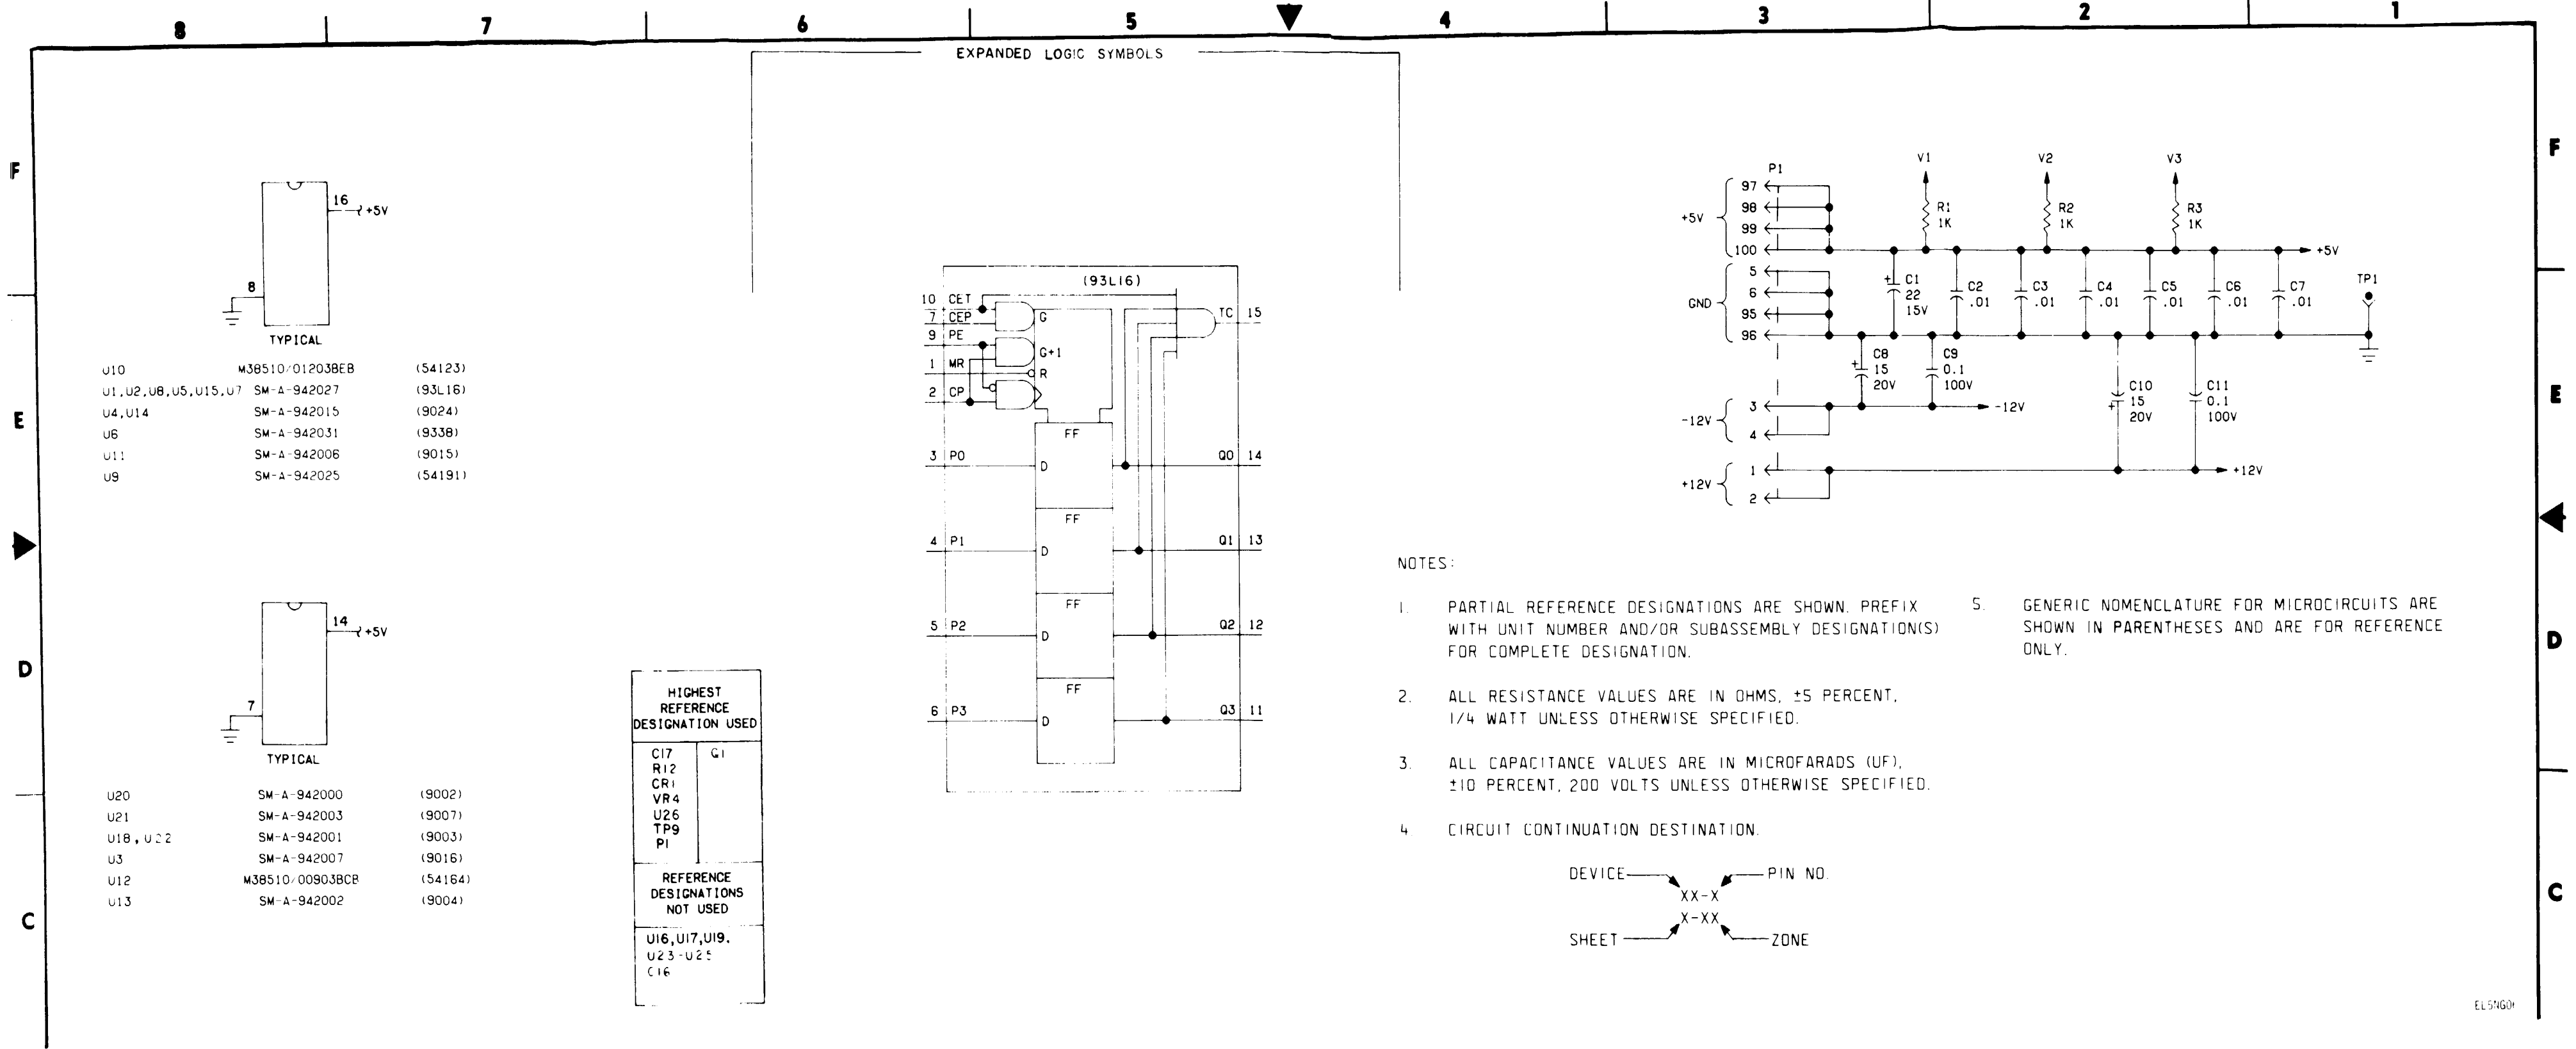 8 7 6 5 4 3 2 1
EXPANDED LOGIC SYMBOLS
F
E
D
C
16
+5V
8
TYPICAL
U10 M38510/01203BEB (54123)
U1,U2,U8,U5,U15,U7 SM-A-942027 (93L16)
U4,U14 SM-A-942015 (9024)
U6 SM-A-942031 (9338)
U11 SM-A-942006 (9015)
U9 SM-A-942025 (54191)
14
+5V
7
TYPICAL
U20 SM-A-942000 (9002)
U21 SM-A-942003 (9007)
U18, SM-A-942001 (9003)
U3 SM-A-942007 (9016)
U12 M38510/00903BCB (54164)
U13 SM-A-942002 (9004)
HIGHEST
REFERENCE
DESIGNATION USED
C17
R12
CR1
VR4
U26
TP9
P1
REFERENCE
DESIGNATIONS
NOT USED
U16,U17,U19,
C16
(93L16)
10 CET
7 CEP
9 PE
1 MR
2 CP
G
G+1
R
TC 15
FF
3 P0 D Q0 14
FF
4 P1 D Q1 13
FF
5 P2 D Q2 12
FF
6 P3 D Q3 11
P1
+5V
97
98
99
100
GND
5
6
95
96
-12V
3
4
+12V
1
2
V1
R1
1K
V2
R2
1K
V3
R3
1K
+5V
+ C1
22
15V
C2
.01
C3
.01
C4
.01
C5
.01
C6
.01
C7
.01
TP1
C8
+ 15
20V
C9
0.1
100V
-12V
C10
+ 15
20V
C11
0.1
100V
+12V
NOTES:
1. PARTIAL REFERENCE DESIGNATIONS ARE SHOWN. PREFIX
WITH UNIT NUMBER AND/OR SUBASSEMBLY DESIGNATION(S)
FOR COMPLETE DESIGNATION.
2. ALL RESISTANCE VALUES ARE IN OHMS, ±5 PERCENT,
1/4 WATT UNLESS OTHERWISE SPECIFIED.
3. ALL CAPACITANCE VALUES ARE IN MICROFARADS (UF),
±10 PERCENT, 200 VOLTS UNLESS OTHERWISE SPECIFIED.
4 CIRCUIT CONTINUATION DESTINATION.
DEVICE PIN NO.
XX-X
X-XX
SHEET ZONE
5. GENERIC NOMENCLATURE FOR MICROCIRCUITS ARE
SHOWN IN PARENTHESES AND ARE FOR REFERENCE
ONLY.
F
E
D
C